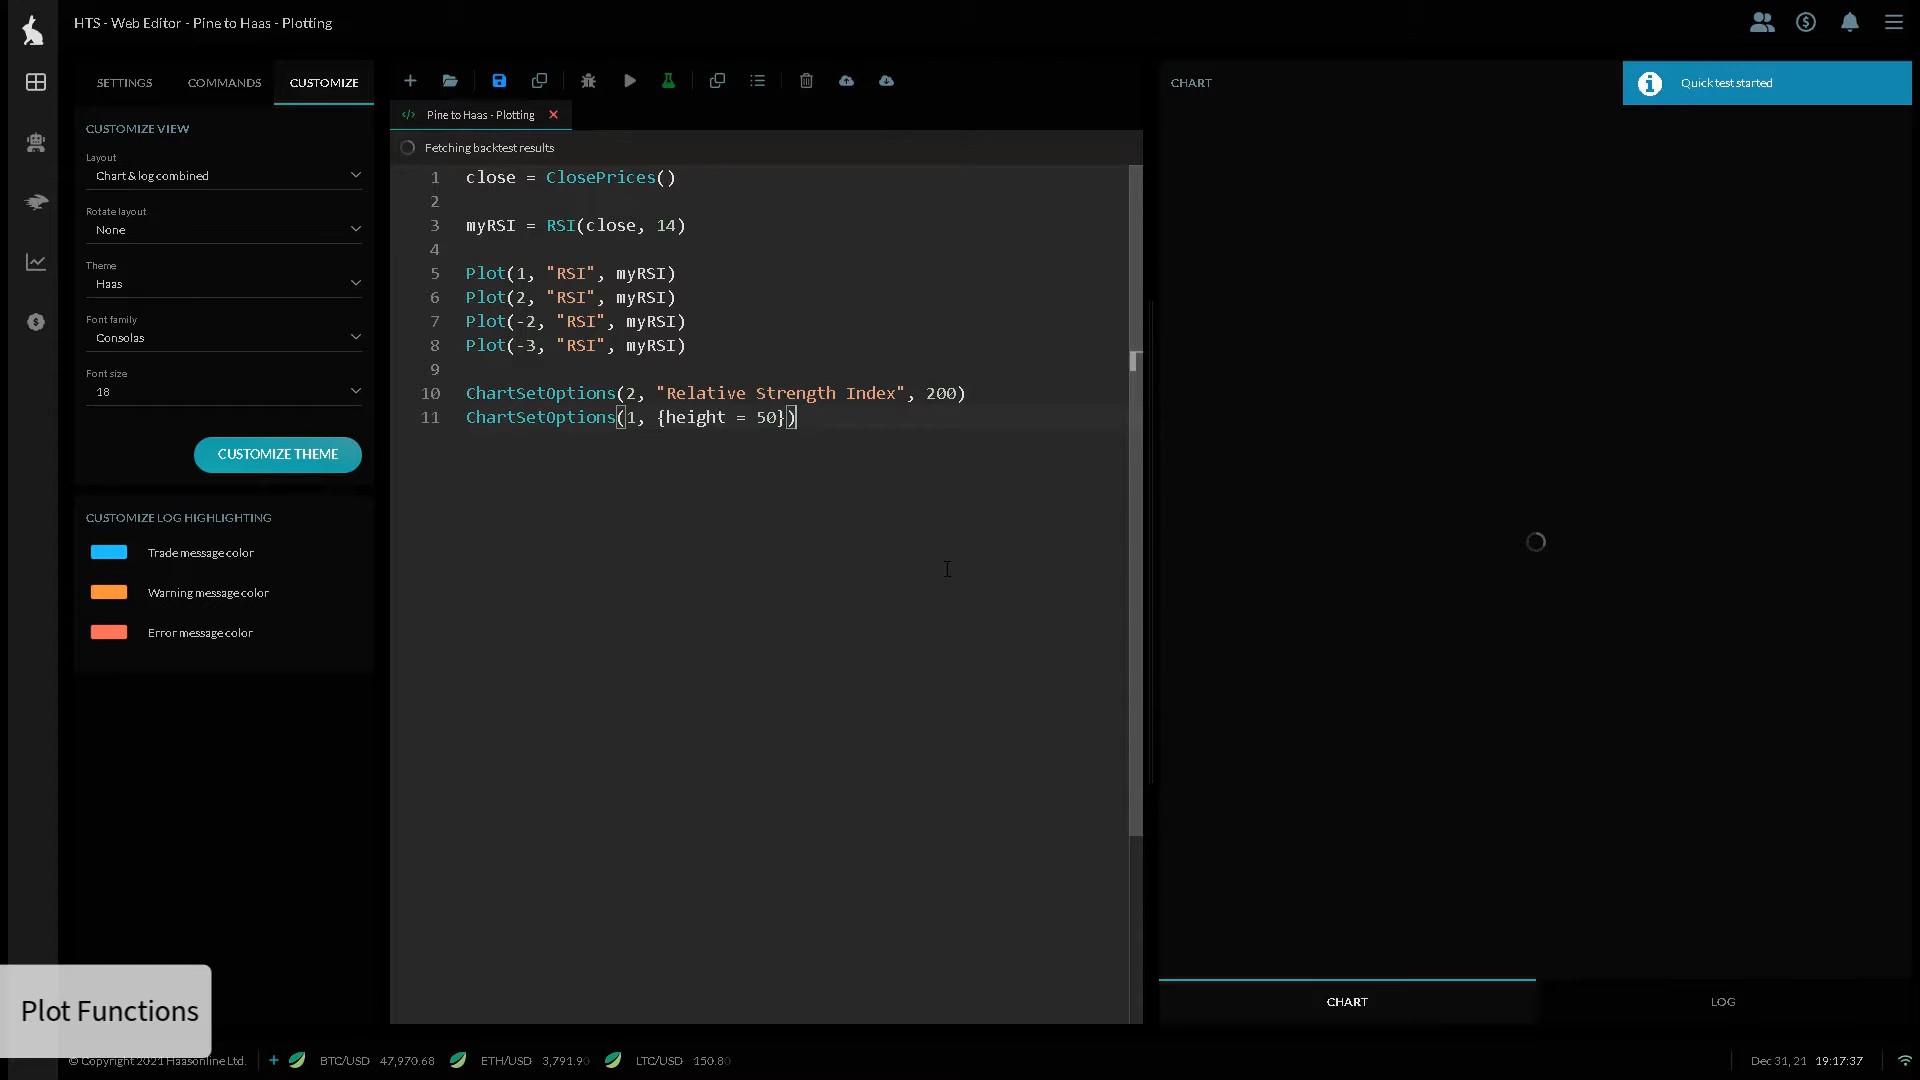 HTS - Web Editor - Pine to Haas - Plotting
SETTINGS
COMMANDS
CUSTOMIZE
CUSTOMIZE VIEW
Layout
Chart & log combined
Rotate layout
None
Theme
Haas
Font family
Consolas
Font size
18
CUSTOMIZE THEME
CUSTOMIZE LOG HIGHLIGHTING
Trade message color
Warning message color
Error message color
</> Pine to Haas - Plotting
Fetching backtest results
1 close = ClosePrices()
2
3 myRSI = RSI(close, 14)
4
5 Plot(1, "RSI", myRSI)
6 Plot(2, "RSI", myRSI)
7 Plot(-2, "RSI", myRSI)
8 Plot(-3, "RSI", myRSI)
9
10 ChartSetOptions(2, "Relative Strength Index", 200)
11 ChartSetOptions(1, {height = 50})
CHART
Quick test started
CHART
LOG
Plot Functions
© Copyright 2021 Haasonline Ltd.
BTC/USD 47,970.68
ETH/USD 3,791.90
LTC/USD 150.80
Dec 31, 21 19:17:37